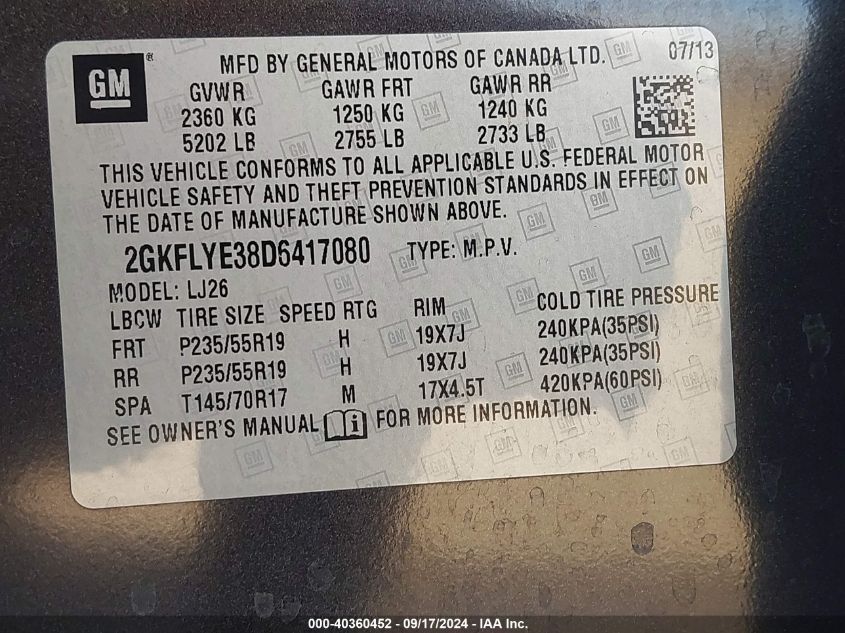 GM
MFD BY GENERAL MOTORS OF CANADA LTD. 07/13
GVWR GAWR FRT GAWR RR
2360 KG 1250 KG 1240 KG
5202 LB 2755 LB 2733 LB
THIS VEHICLE CONFORMS TO ALL APPLICABLE U.S. FEDERAL MOTOR
VEHICLE SAFETY AND THEFT PREVENTION STANDARDS IN EFFECT ON
THE DATE OF MANUFACTURE SHOWN ABOVE.
2GKFLYE38D6417080 TYPE: M.P.V.
MODEL: LJ26
LBCW TIRE SIZE SPEED RTG RIM COLD TIRE PRESSURE
FRT P235/55R19 H 19X7J 240KPA(35PSI)
RR P235/55R19 H 19X7J 240KPA(35PSI)
SPA T145/70R17 M 17X4.5T 420KPA(60PSI)
SEE OWNER'S MANUAL i FOR MORE INFORMATION.
000-40360452 - 09/17/2024 - IAA Inc.